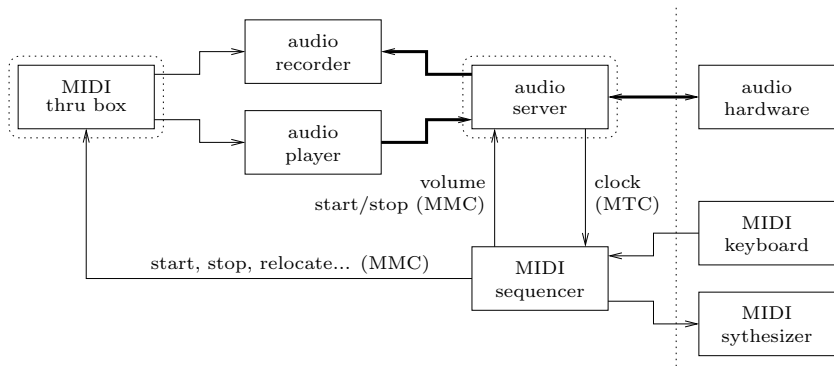 audio
recorder
MIDI
thru box
audio
server
audio
hardware
audio
player
volume
start/stop (MMC)
clock
(MTC)
MIDI
keyboard
start, stop, relocate... (MMC)
MIDI
sequencer
MIDI
sythesizer